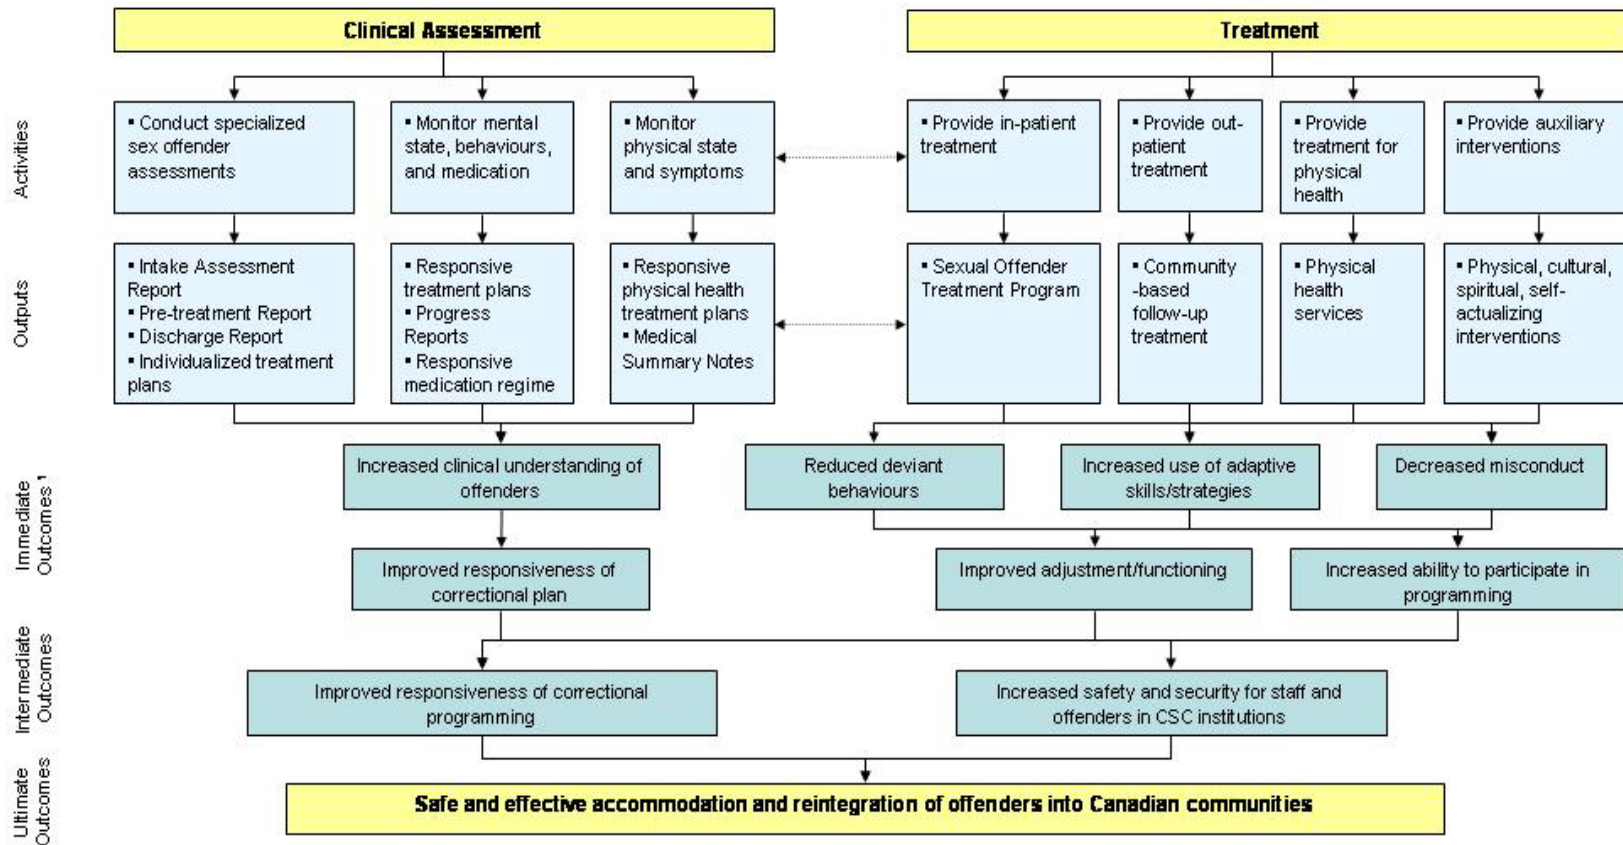 Clinical Assessment
Treatment
Activities
▪ Conduct specialized
sex offender
assessments
▪ Monitor mental
state, behaviours,
and medication
▪ Monitor
physical state
and symptoms
▪ Provide in-patient
treatment
▪ Provide out-
patient
treatment
▪ Provide
treatment for
physical
health
▪ Provide auxiliary
interventions
Outputs
▪ Intake Assessment
Report
▪ Pre-treatment Report
▪ Discharge Report
▪ Individualized treatment
plans
▪ Responsive
treatment plans
▪ Progress
Reports
▪ Responsive
medication regime
▪ Responsive
physical health
treatment plans
▪ Medical
Summary Notes
▪ Sexual Offender
Treatment Program
▪ Community
-based
follow-up
treatment
▪ Physical
health
services
▪ Physical, cultural,
spiritual, self-
actualizing
interventions
Immediate
Outcomes ¹
Increased clinical understanding of
offenders
Reduced deviant
behaviours
Increased use of adaptive
skills/strategies
Decreased misconduct
Improved responsiveness of
correctional plan
Improved adjustment/functioning
Increased ability to participate in
programming
Intermediate
Outcomes
Improved responsiveness of correctional
programming
Increased safety and security for staff and
offenders in CSC institutions
Ultimate
Outcomes
Safe and effective accommodation and reintegration of offenders into Canadian communities